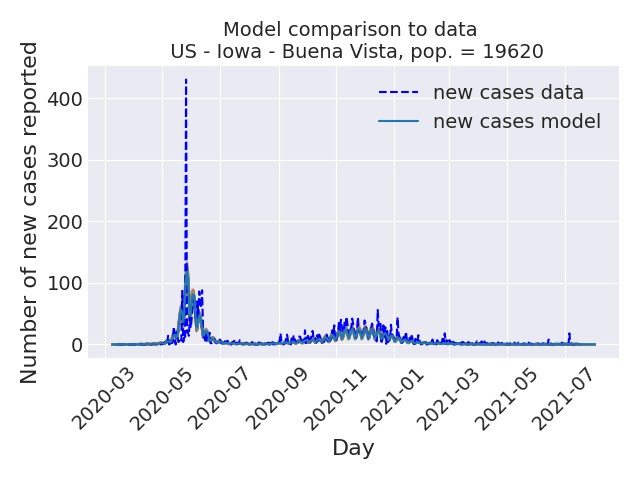 Model comparison to data
US - Iowa - Buena Vista, pop. = 19620
Number of new cases reported
400
300
200
100
0
new cases data
new cases model
2020-03
2020-05
2020-07
2020-09
2020-11
2021-01
2021-03
2021-05
2021-07
Day